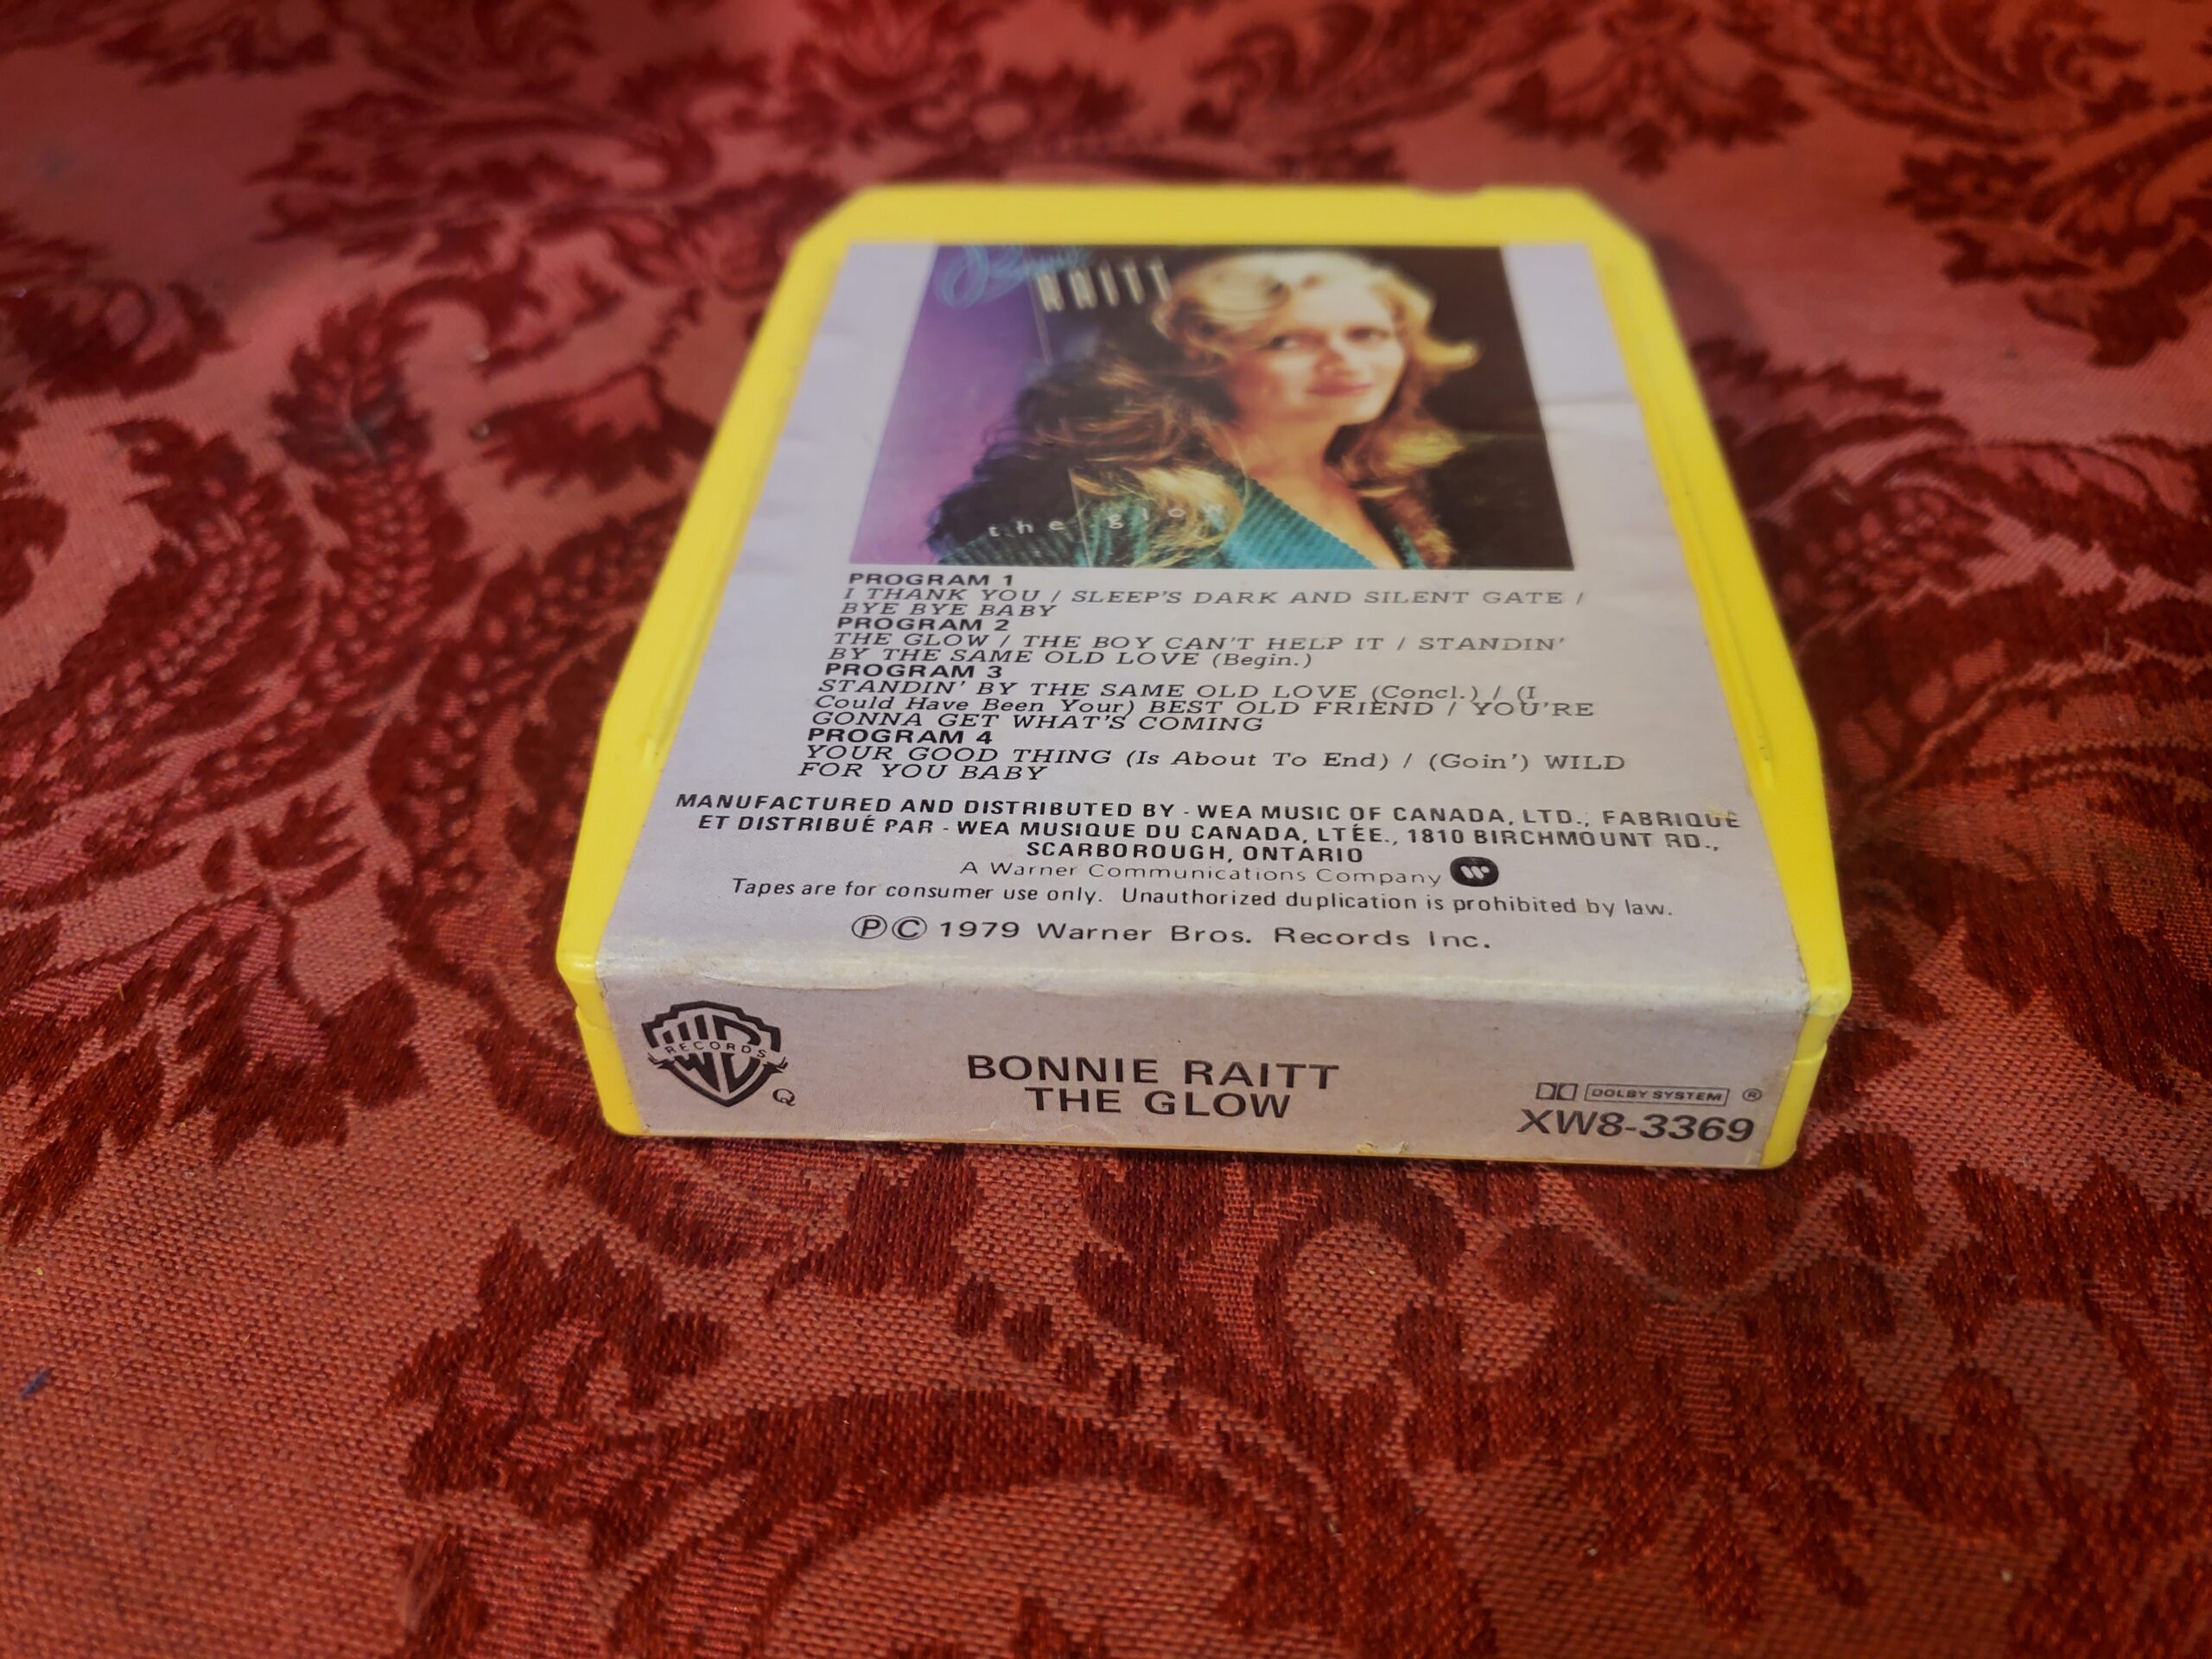 Bonnie
RAITT
the glow
PROGRAM 1
I THANK YOU / SLEEP'S DARK AND SILENT GATE /
BYE BYE BABY
PROGRAM 2
THE GLOW / THE BOY CAN'T HELP IT / STANDIN'
BY THE SAME OLD LOVE (Begin.)
PROGRAM 3
STANDIN' BY THE SAME OLD LOVE (Concl.) / (I
Could Have Been Your) BEST OLD FRIEND / YOU'RE
GONNA GET WHAT'S COMING
PROGRAM 4
YOUR GOOD THING (Is About To End) / (Goin') WILD
FOR YOU BABY
MANUFACTURED AND DISTRIBUTED BY - WEA MUSIC OF CANADA, LTD., FABRIQUÉ
ET DISTRIBUÉ PAR - WEA MUSIQUE DU CANADA, LTÉE., 1810 BIRCHMOUNT RD.,
SCARBOROUGH, ONTARIO
A Warner Communications Company
Tapes are for consumer use only. Unauthorized duplication is prohibited by law.
Ⓟ© 1979 Warner Bros. Records Inc.
WB
RECORDS
Q
BONNIE RAITT
THE GLOW
DOLBY SYSTEM ®
XW8-3369